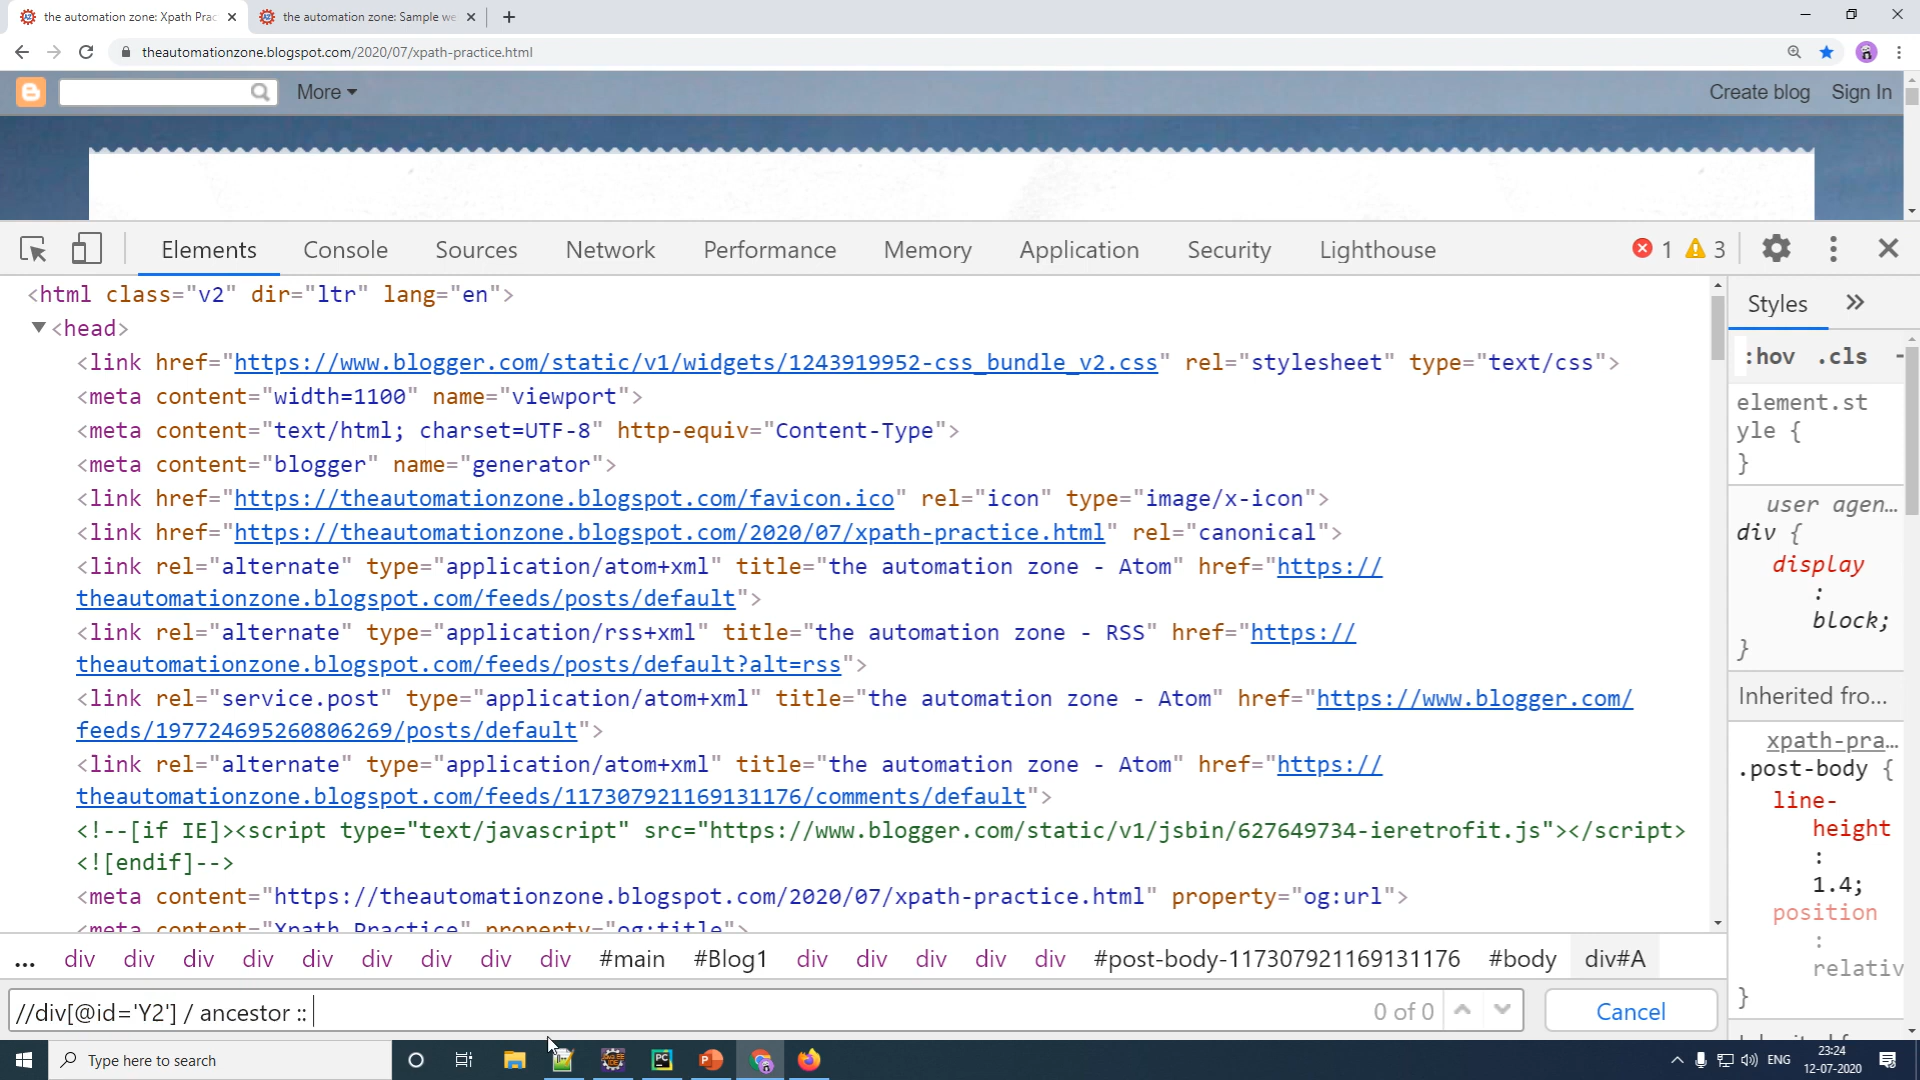 the automation zone: Xpath Prac
the automation zone: Sample we
theautomationzone.blogspot.com/2020/07/xpath-practice.html
More
Create blog
Sign In
Elements
Console
Sources
Network
Performance
Memory
Application
Security
Lighthouse
1
3
<html class="v2" dir="ltr" lang="en">
<head>
<link href="https://www.blogger.com/static/v1/widgets/1243919952-css_bundle_v2.css" rel="stylesheet" type="text/css">
<meta content="width=1100" name="viewport">
<meta content="text/html; charset=UTF-8" http-equiv="Content-Type">
<meta content="blogger" name="generator">
<link href="https://theautomationzone.blogspot.com/favicon.ico" rel="icon" type="image/x-icon">
<link href="https://theautomationzone.blogspot.com/2020/07/xpath-practice.html" rel="canonical">
<link rel="alternate" type="application/atom+xml" title="the automation zone - Atom" href="https://
theautomationzone.blogspot.com/feeds/posts/default">
<link rel="alternate" type="application/rss+xml" title="the automation zone - RSS" href="https://
theautomationzone.blogspot.com/feeds/posts/default?alt=rss">
<link rel="service.post" type="application/atom+xml" title="the automation zone - Atom" href="https://www.blogger.com/
feeds/197724695260806269/posts/default">
<link rel="alternate" type="application/atom+xml" title="the automation zone - Atom" href="https://
theautomationzone.blogspot.com/feeds/117307921169131176/comments/default">
<!--[if IE]><script type="text/javascript" src="https://www.blogger.com/static/v1/jsbin/627649734-ieretrofit.js"></script>
<![endif]-->
<meta content="https://theautomationzone.blogspot.com/2020/07/xpath-practice.html" property="og:url">
<meta content="Xpath Practice" property="og:title">
Styles
:hov .cls
element.st
yle {
}
user agen…
div {
display
:
block;
}
Inherited fro…
xpath-pra…
.post-body {
line-
height
:
1.4;
position
:
relativ
}
... div div div div div div div div div #main #Blog1 div div div div div #post-body-117307921169131176 #body div#A
//div[@id='Y2'] / ancestor ::
0 of 0
Cancel
Type here to search
ENG
23:24
12-07-2020